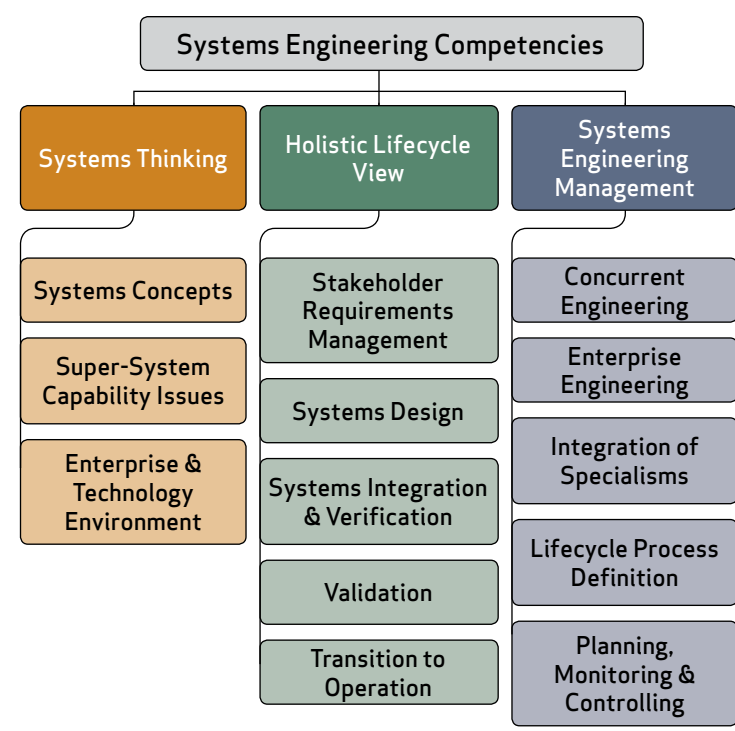 Systems Engineering Competencies
Systems Thinking
Systems Concepts
Super-System
Capability Issues
Enterprise &
Technology
Environment
Holistic Lifecycle
View
Stakeholder
Requirements
Management
Systems Design
Systems Integration
& Verification
Validation
Transition to
Operation
Systems
Engineering
Management
Concurrent
Engineering
Enterprise
Engineering
Integration of
Specialisms
Lifecycle Process
Definition
Planning,
Monitoring &
Controlling